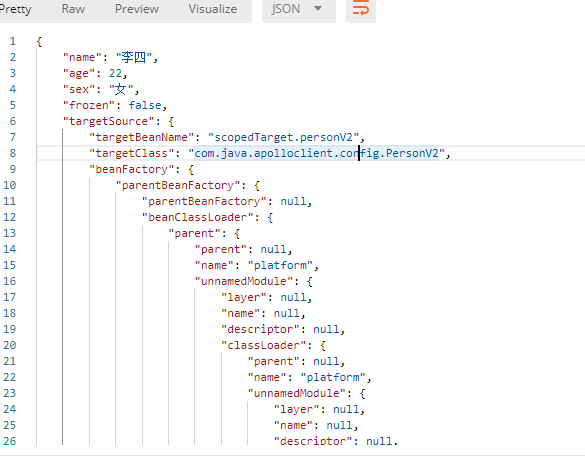 Pretty Raw Preview Visualize JSON
1 {
2 "name": "李四",
3 "age": 22,
4 "sex": "女",
5 "frozen": false,
6 "targetSource": {
7 "targetBeanName": "scopedTarget.personV2",
8 "targetClass": "com.java.apolloclient.config.PersonV2",
9 "beanFactory": {
10 "parentBeanFactory": {
11 "parentBeanFactory": null,
12 "beanClassLoader": {
13 "parent": {
14 "parent": null,
15 "name": "platform",
16 "unnamedModule": {
17 "layer": null,
18 "name": null,
19 "descriptor": null,
20 "classLoader": {
21 "parent": null,
22 "name": "platform",
23 "unnamedModule": {
24 "layer": null,
25 "name": null,
26 "descriptor": null,